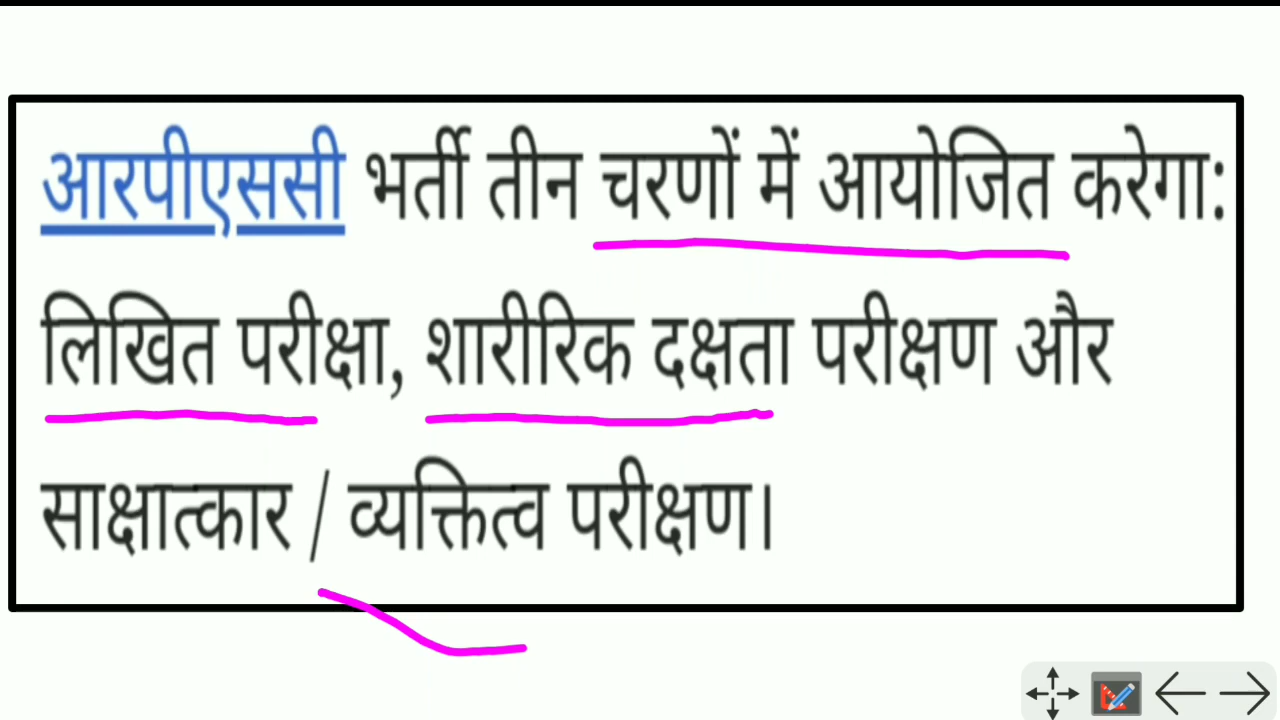 आरपीएससी भर्ती तीन चरणों में आयोजित करेगा:
लिखित परीक्षा, शारीरिक दक्षता परीक्षण और
साक्षात्कार / व्यक्तित्व परीक्षण।